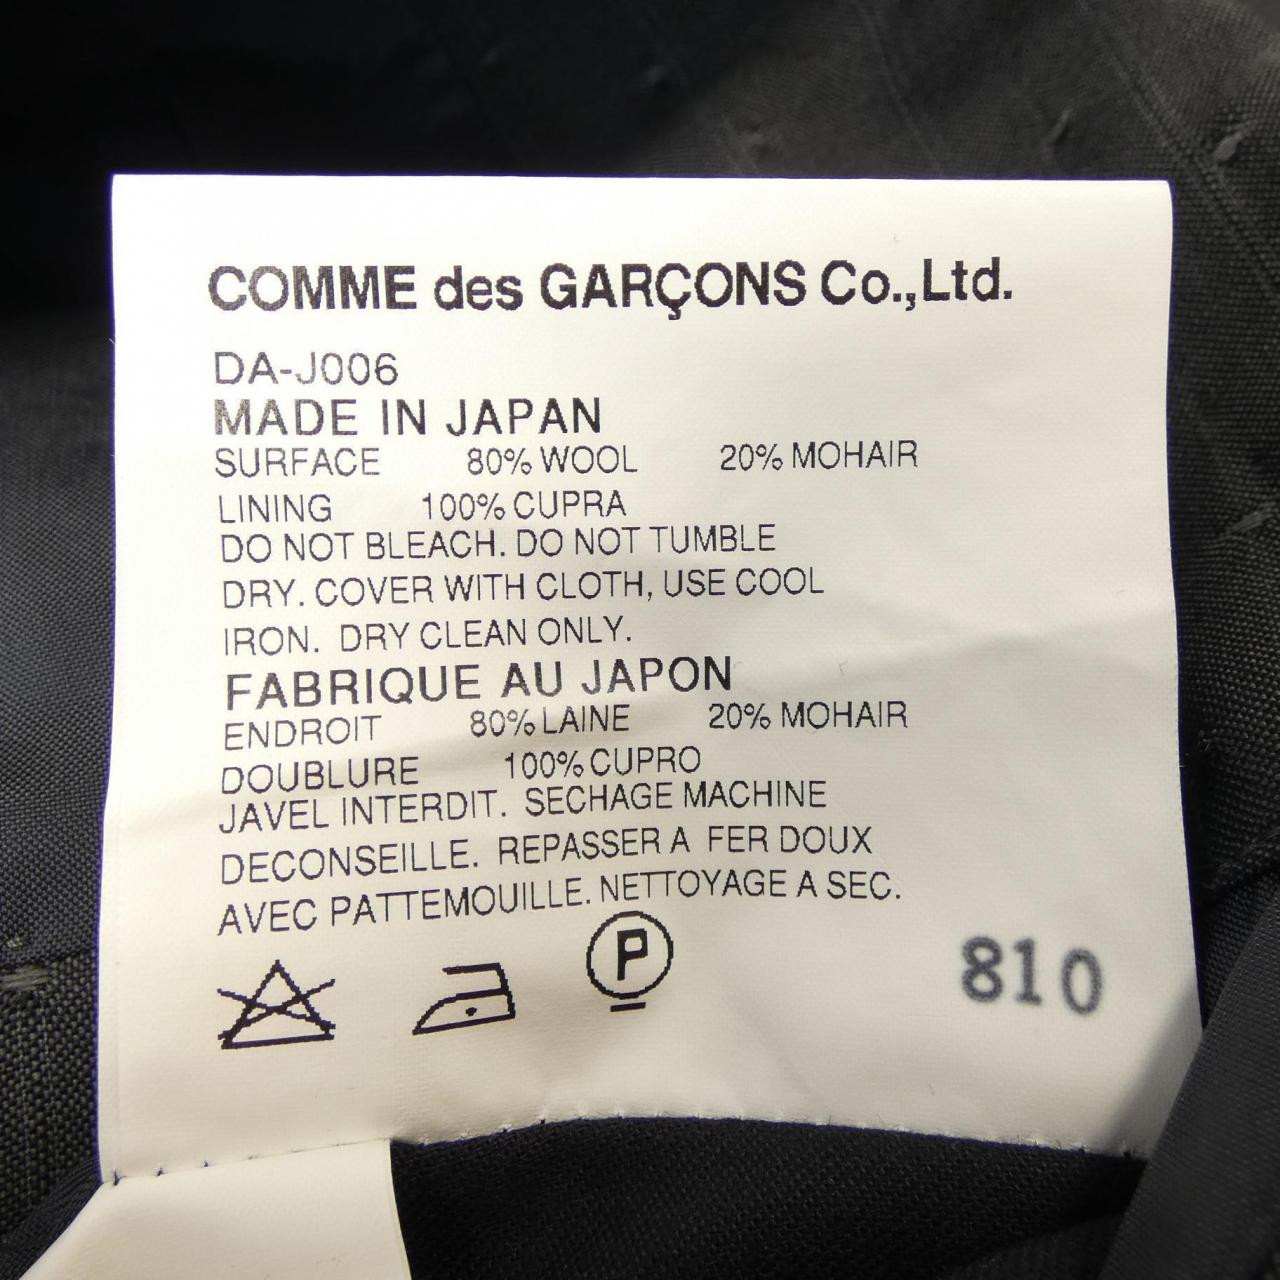 COMME des GARÇONS Co.,Ltd.
DA-J006
MADE IN JAPAN
SURFACE 80% WOOL 20% MOHAIR
LINING 100% CUPRA
DO NOT BLEACH. DO NOT TUMBLE
DRY. COVER WITH CLOTH, USE COOL
IRON. DRY CLEAN ONLY.
FABRIQUE AU JAPON
ENDROIT 80% LAINE 20% MOHAIR
DOUBLURE 100% CUPRO
JAVEL INTERDIT. SECHAGE MACHINE
DECONSEILLE. REPASSER A FER DOUX
AVEC PATTEMOUILLE. NETTOYAGE A SEC.
P
810